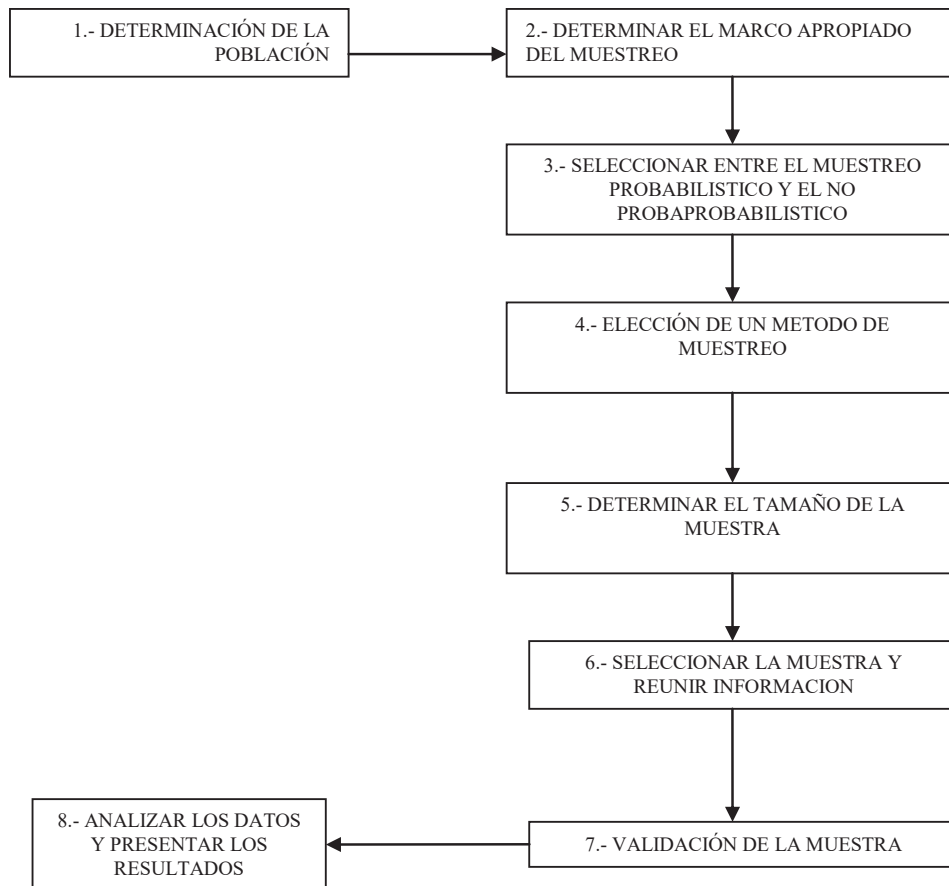 1.- DETERMINACIÓN DE LA
POBLACIÓN
2.- DETERMINAR EL MARCO APROPIADO
DEL MUESTREO
3.- SELECCIONAR ENTRE EL MUESTREO
PROBABILISTICO Y EL NO
PROBAPROBABILISTICO
4.- ELECCIÓN DE UN METODO DE
MUESTREO
5.- DETERMINAR EL TAMAÑO DE LA
MUESTRA
6.- SELECCIONAR LA MUESTRA Y
REUNIR INFORMACION
7.- VALIDACIÓN DE LA MUESTRA
8.- ANALIZAR LOS DATOS
Y PRESENTAR LOS
RESULTADOS